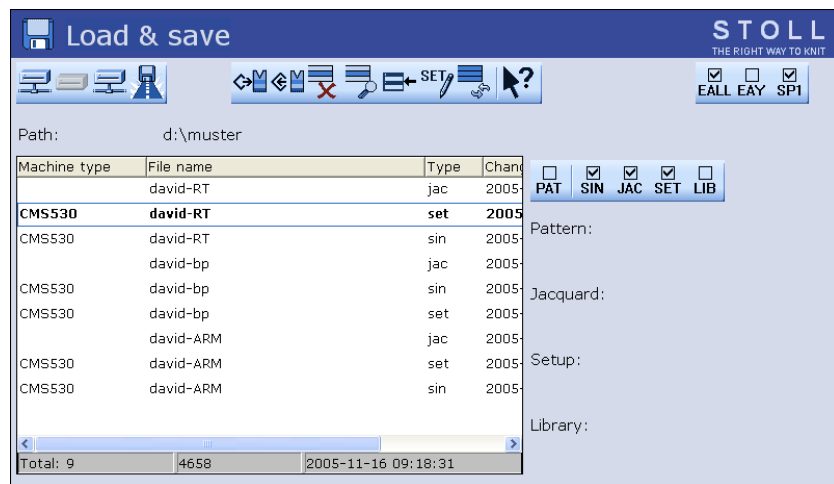 Load & save
STOLL
THE RIGHT WAY TO KNIT
SET
EALL EAY SP1
Path: d:\muster
Machine type File name Type Chang
david-RT jac 2005-
CMS530 david-RT set 2005
CMS530 david-RT sin 2005-
david-bp jac 2005-
CMS530 david-bp sin 2005-
CMS530 david-bp set 2005-
david-ARM jac 2005-
CMS530 david-ARM set 2005-
CMS530 david-ARM sin 2005-
Total: 9 4658 2005-11-16 09:18:31
PAT SIN JAC SET LIB
Pattern:
Jacquard:
Setup:
Library: